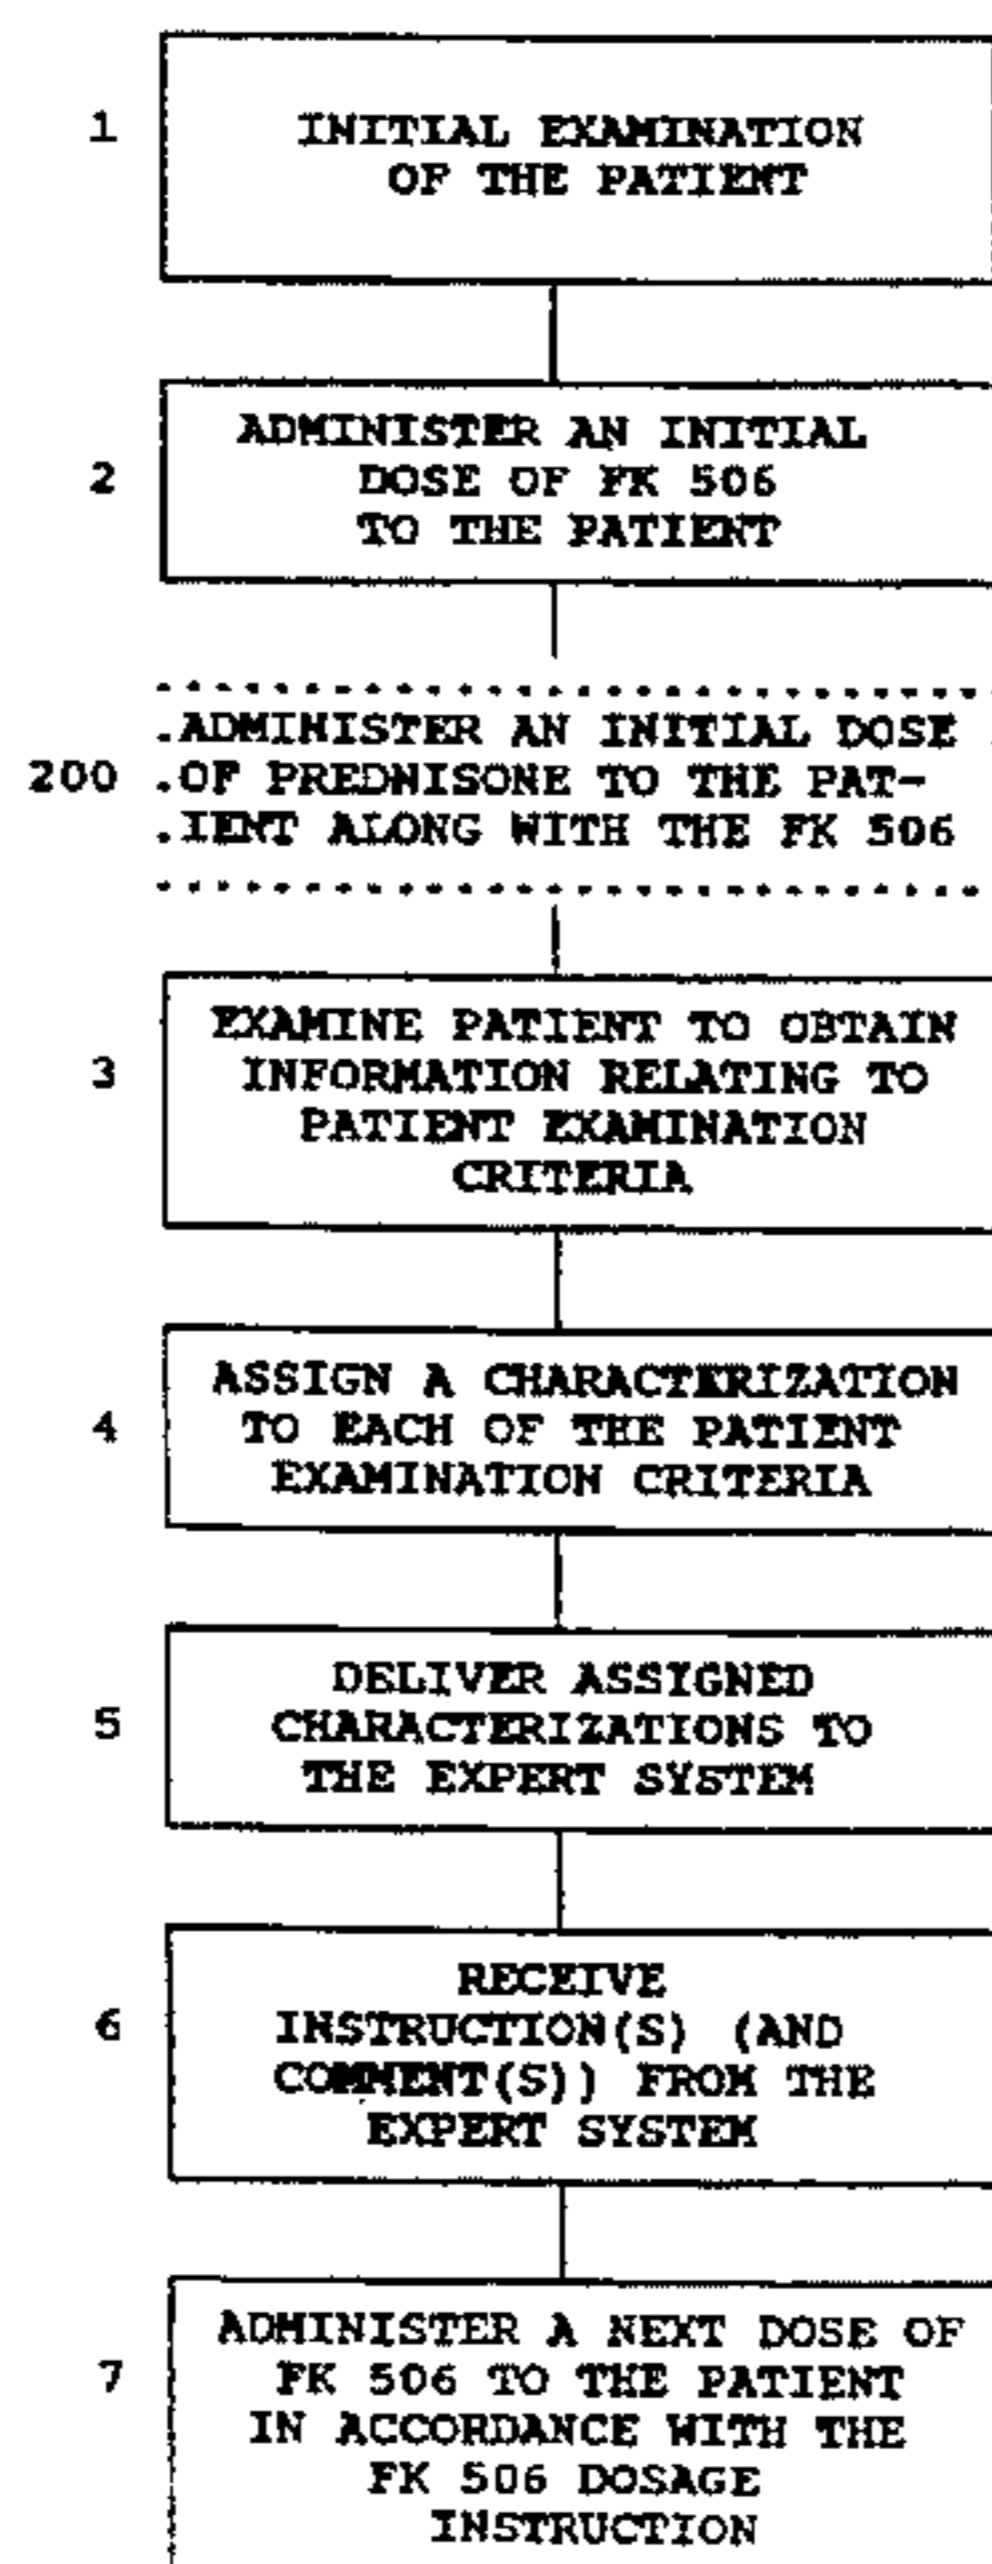 1 INITIAL EXAMINATION
OF THE PATIENT
ADMINISTER AN INITIAL
2 DOSE OF FK 506
TO THE PATIENT
ADMINISTER AN INITIAL DOSE
200 OF PREDNISONE TO THE PAT-
IENT ALONG WITH THE FK 506
EXAMINE PATIENT TO OBTAIN
3 INFORMATION RELATING TO
PATIENT EXAMINATION
CRITERIA
ASSIGN A CHARACTERIZATION
4 TO EACH OF THE PATIENT
EXAMINATION CRITERIA
DELIVER ASSIGNED
5 CHARACTERIZATIONS TO
THE EXPERT SYSTEM
RECEIVE
6 INSTRUCTION(S) (AND
COMMENT(S)) FROM THE
EXPERT SYSTEM
ADMINISTER A NEXT DOSE OF
7 FK 506 TO THE PATIENT
IN ACCORDANCE WITH THE
FK 506 DOSAGE
INSTRUCTION